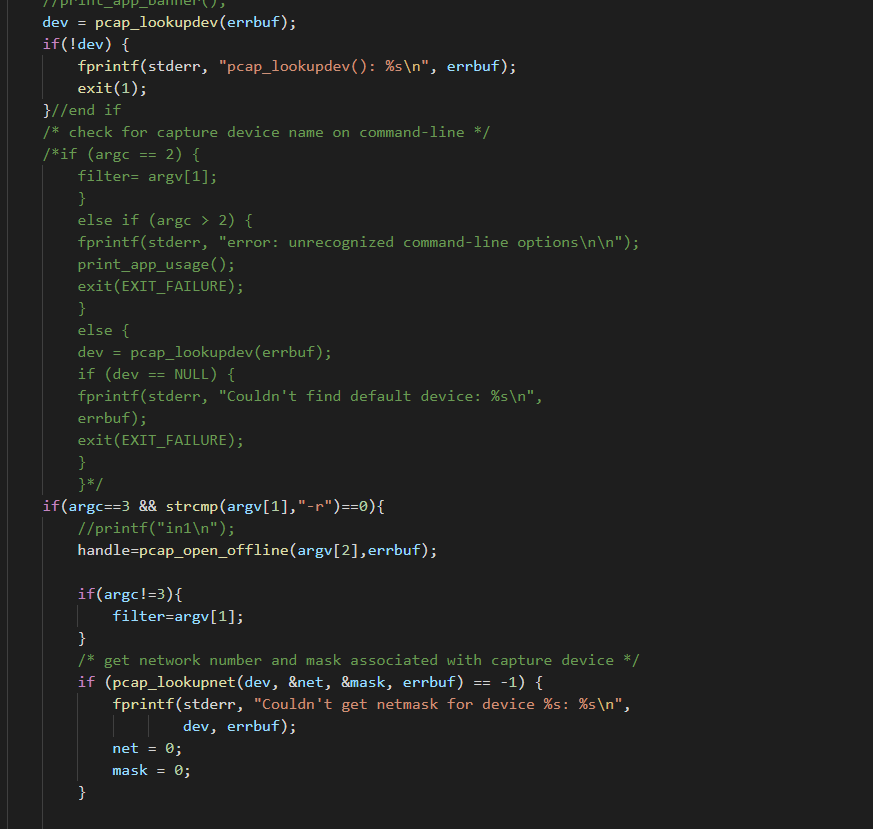 //print_app_banner();
dev = pcap_lookupdev(errbuf);
if(!dev) {
fprintf(stderr, "pcap_lookupdev(): %s\n", errbuf);
exit(1);
}//end if
/* check for capture device name on command-line */
/*if (argc == 2) {
filter= argv[1];
}
else if (argc > 2) {
fprintf(stderr, "error: unrecognized command-line options\n\n");
print_app_usage();
exit(EXIT_FAILURE);
}
else {
dev = pcap_lookupdev(errbuf);
if (dev == NULL) {
fprintf(stderr, "Couldn't find default device: %s\n",
errbuf);
exit(EXIT_FAILURE);
}
}*/
if(argc==3 && strcmp(argv[1],"-r")==0){
//printf("in1\n");
handle=pcap_open_offline(argv[2],errbuf);
if(argc!=3){
filter=argv[1];
}
/* get network number and mask associated with capture device */
if (pcap_lookupnet(dev, &net, &mask, errbuf) == -1) {
fprintf(stderr, "Couldn't get netmask for device %s: %s\n",
dev, errbuf);
net = 0;
mask = 0;
}